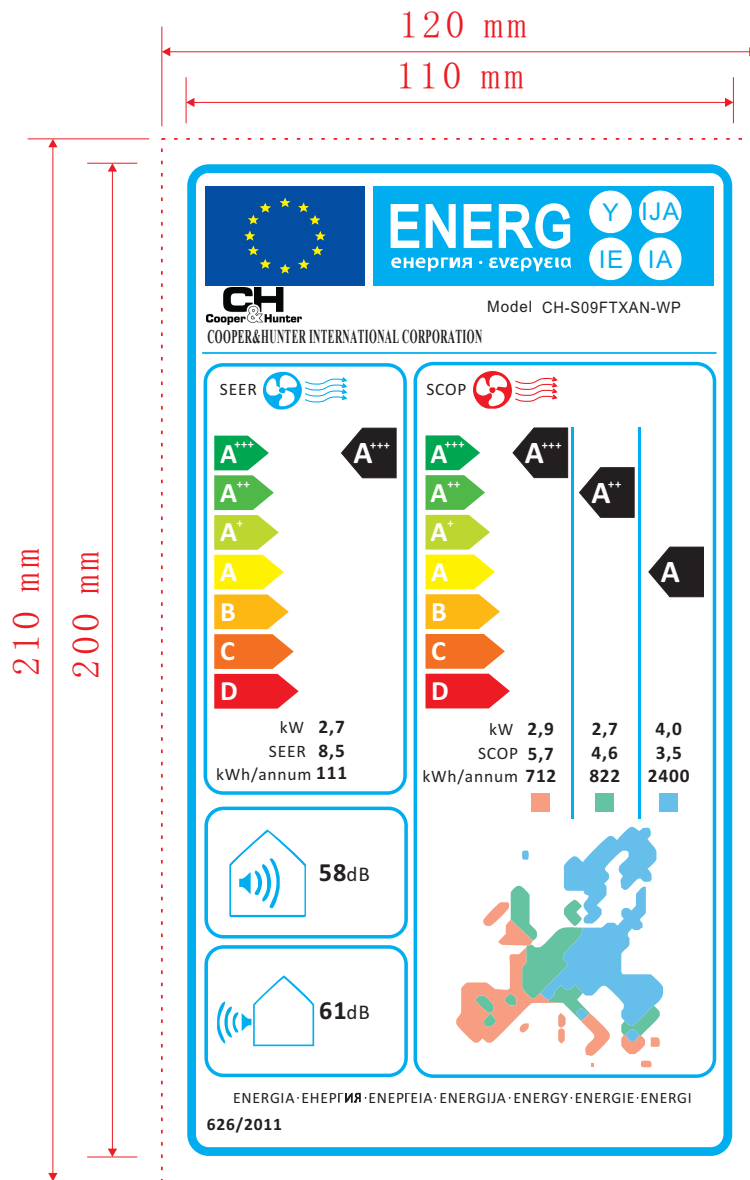 120 mm
110 mm
210 mm
200 mm
ENERG
енергия · ενεργεια
Y IJA
IE IA
CH
Cooper&Hunter
Model CH-S09FTXAN-WP
COOPER&HUNTER INTERNATIONAL CORPORATION
SEER
A+++ A+++
A++
A+
A
B
C
D
kW 2,7
SEER 8,5
kWh/annum 111
SCOP
A+++ A+++
A++ A++
A+
A A
B
C
D
kW 2,9 2,7 4,0
SCOP 5,7 4,6 3,5
kWh/annum 712 822 2400
58dB
61dB
ENERGIA·ЕНЕРГИЯ·ΕΝΕΡΓΕΙΑ·ENERGIJA·ENERGY·ENERGIE·ENERGI
626/2011